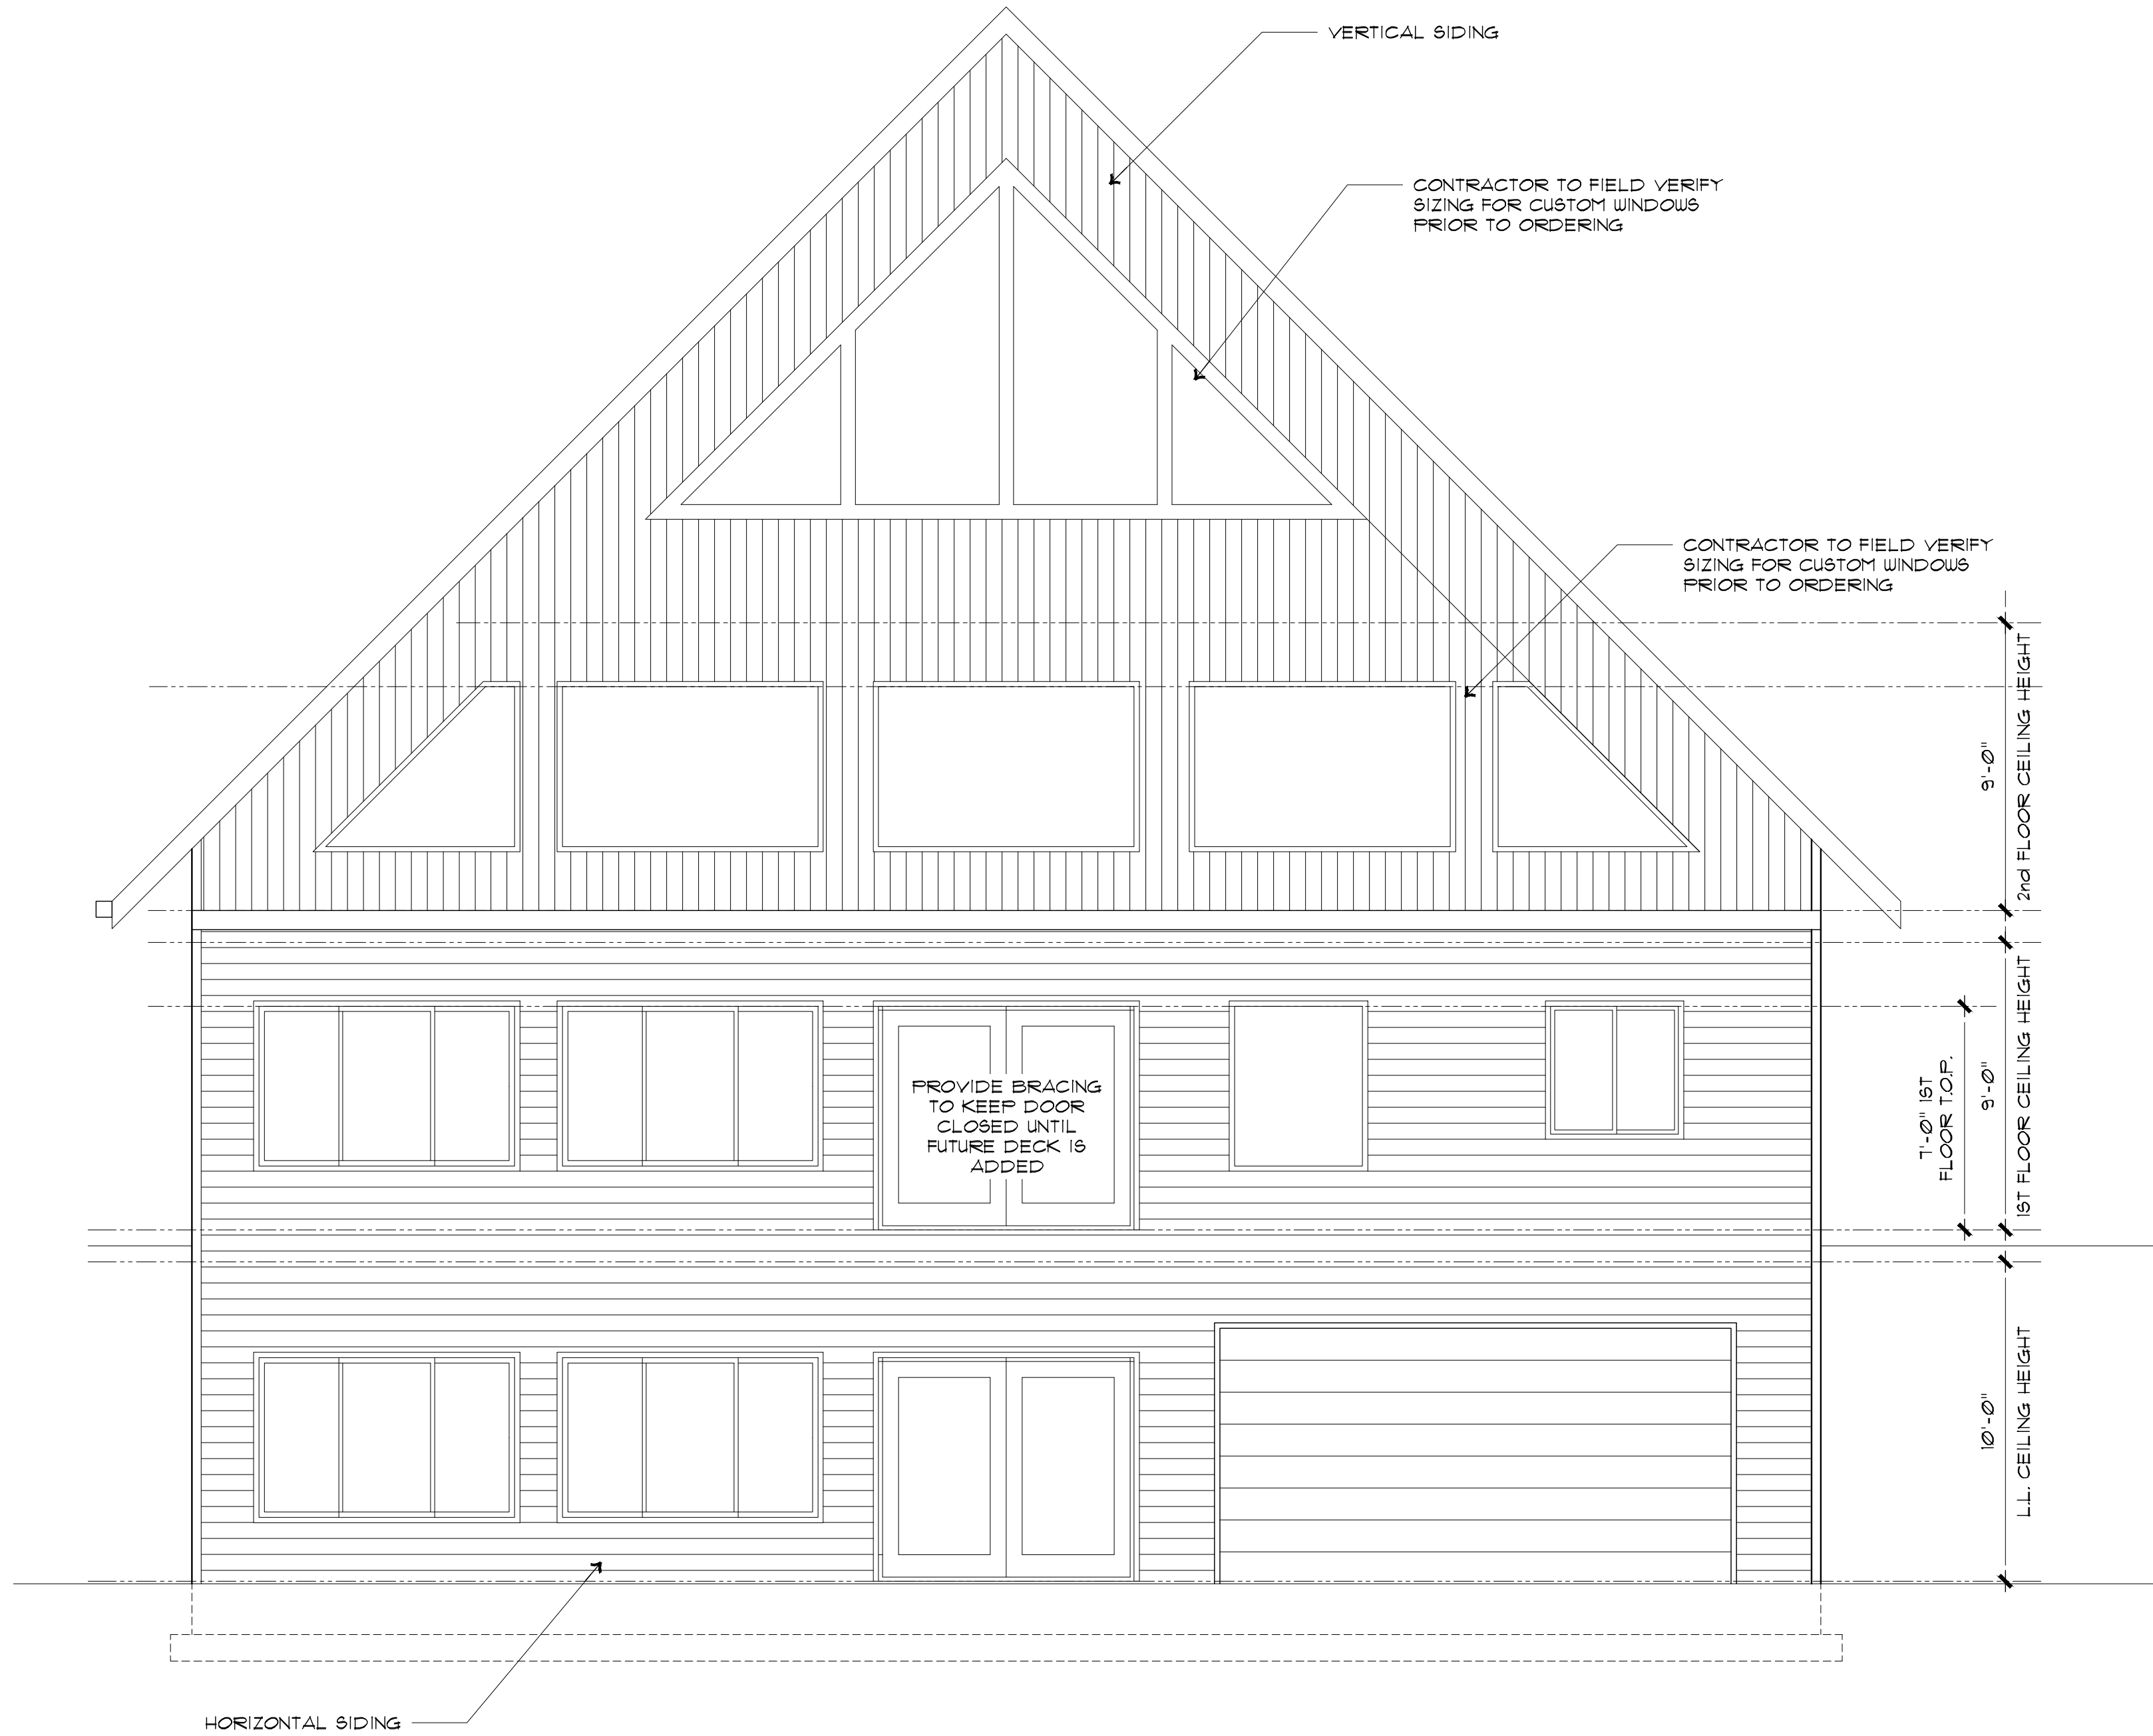 VERTICAL SIDING
CONTRACTOR TO FIELD VERIFY
SIZING FOR CUSTOM WINDOWS
PRIOR TO ORDERING
CONTRACTOR TO FIELD VERIFY
SIZING FOR CUSTOM WINDOWS
PRIOR TO ORDERING
9'-0"
2nd FLOOR CEILING HEIGHT
PROVIDE BRACING
TO KEEP DOOR
CLOSED UNTIL
FUTURE DECK IS
ADDED
7'-0" 1ST
FLOOR T.O.P.
9'-0"
1ST FLOOR CEILING HEIGHT
10'-0"
L.L. CEILING HEIGHT
HORIZONTAL SIDING